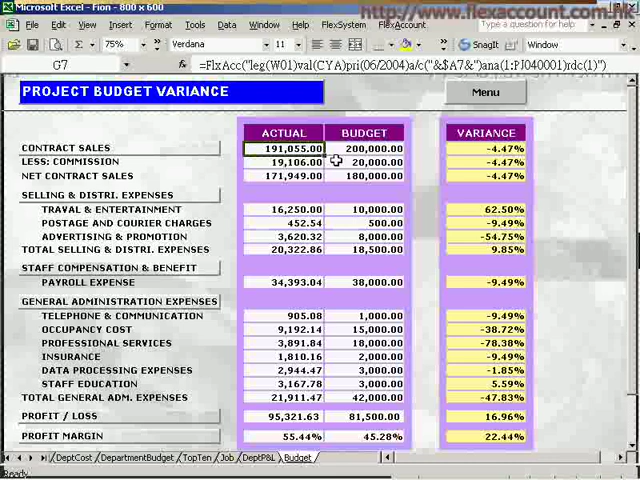 Microsoft Excel - Fion - 800 x 600
http://www.flexaccount.com.hk
File Edit View Insert Format Tools Data Window Help FlexSystem FlexAccount Type a question for help
75% Verdana 11 SnagIt Window
G7 fx =FlxAcc("leg(W01)val(CYA)pri(06/2004)a/c("&$A7&")ana(1:PJ040001)rdc(1)")
PROJECT BUDGET VARIANCE Menu
ACTUAL BUDGET VARIANCE
CONTRACT SALES 191,055.00 200,000.00 -4.47%
LESS: COMMISSION 19,106.00 20,000.00 -4.47%
NET CONTRACT SALES 171,949.00 180,000.00 -4.47%
SELLING & DISTRI. EXPENSES
TRAVAL & ENTERTAINMENT 16,250.00 10,000.00 62.50%
POSTAGE AND COURIER CHARGES 452.54 500.00 -9.49%
ADVERTISING & PROMOTION 3,620.32 8,000.00 -54.75%
TOTAL SELLING & DISTRI. EXPENSES 20,322.86 18,500.00 9.85%
STAFF COMPENSATION & BENEFIT
PAYROLL EXPENSE 34,393.04 38,000.00 -9.49%
GENERAL ADMINISTRATION EXPENSES
TELEPHONE & COMMUNICATION 905.08 1,000.00 -9.49%
OCCUPANCY COST 9,192.14 15,000.00 -38.72%
PROFESSIONAL SERVICES 3,891.84 18,000.00 -78.38%
INSURANCE 1,810.16 2,000.00 -9.49%
DATA PROCESSING EXPENSES 2,944.47 3,000.00 -1.85%
STAFF EDUCATION 3,167.78 3,000.00 5.59%
TOTAL GENERAL ADM. EXPENSES 21,911.47 42,000.00 -47.83%
PROFIT / LOSS 95,321.63 81,500.00 16.96%
PROFIT MARGIN 55.44% 45.28% 22.44%
DeptCost DepartmentBudget TopTen Job DeptP&L Budget
Ready